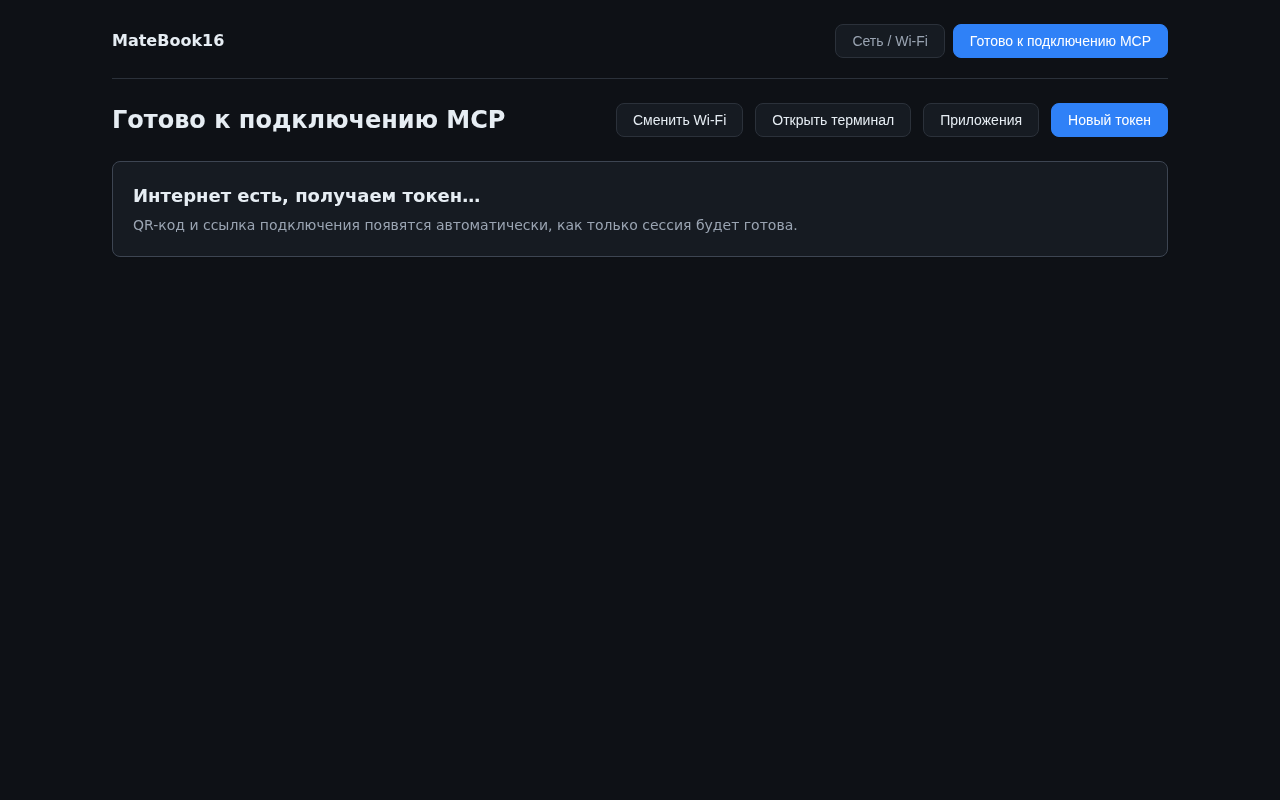 MateBook16
Сеть / Wi-Fi
Готово к подключению MCP
Готово к подключению MCP
Сменить Wi-Fi
Открыть терминал
Приложения
Новый токен
Интернет есть, получаем токен…
QR-код и ссылка подключения появятся автоматически, как только сессия будет готова.